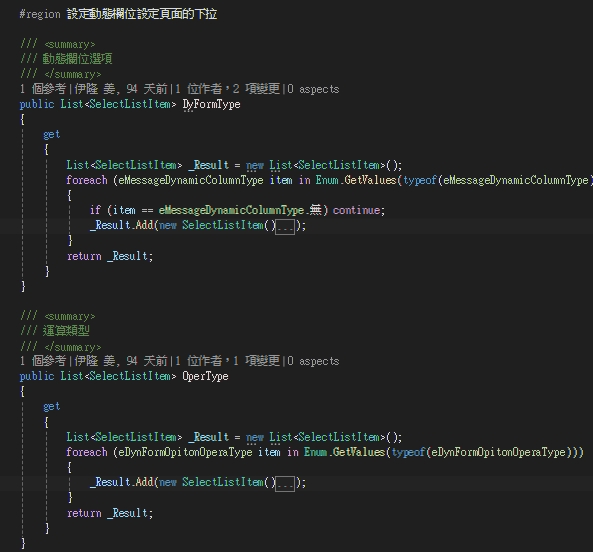 #region 設定動態欄位設定頁面的下拉
/// <summary>
/// 動態欄位選項
/// </summary>
1 個參考|伊隆 姜, 94 天前|1 位作者，2 項變更|0 aspects
public List<SelectListItem> DyFormType
{
get
{
List<SelectListItem> _Result = new List<SelectListItem>();
foreach (eMessageDynamicColumnType item in Enum.GetValues(typeof(eMessageDynamicColumnType)
{
if (item == eMessageDynamicColumnType.無) continue;
_Result.Add(new SelectListItem()...);
}
return _Result;
}
}
/// <summary>
/// 運算類型
/// </summary>
1 個參考|伊隆 姜, 94 天前|1 位作者，1 項變更|0 aspects
public List<SelectListItem> OperType
{
get
{
List<SelectListItem> _Result = new List<SelectListItem>();
foreach (eDynFormOpitonOperaType item in Enum.GetValues(typeof(eDynFormOpitonOperaType)))
{
_Result.Add(new SelectListItem()...);
}
return _Result;
}
}